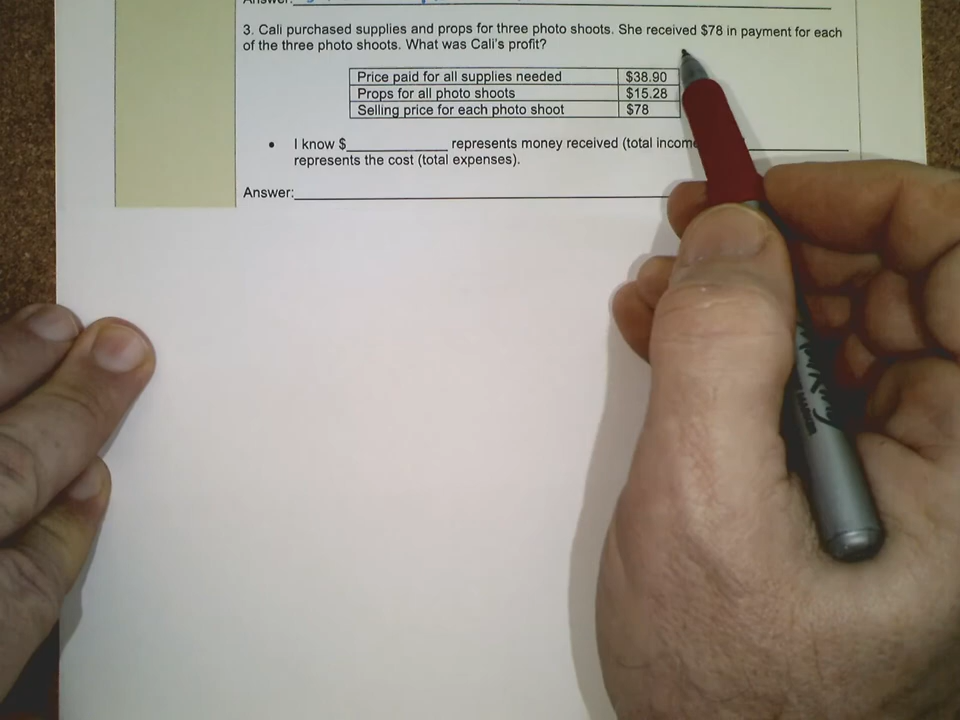 Answer:
3. Cali purchased supplies and props for three photo shoots. She received $78 in payment for each
of the three photo shoots. What was Cali's profit?
Price paid for all supplies needed $38.90
Props for all photo shoots $15.28
Selling price for each photo shoot $78
• I know $__________ represents money received (total income
represents the cost (total expenses).
Answer: